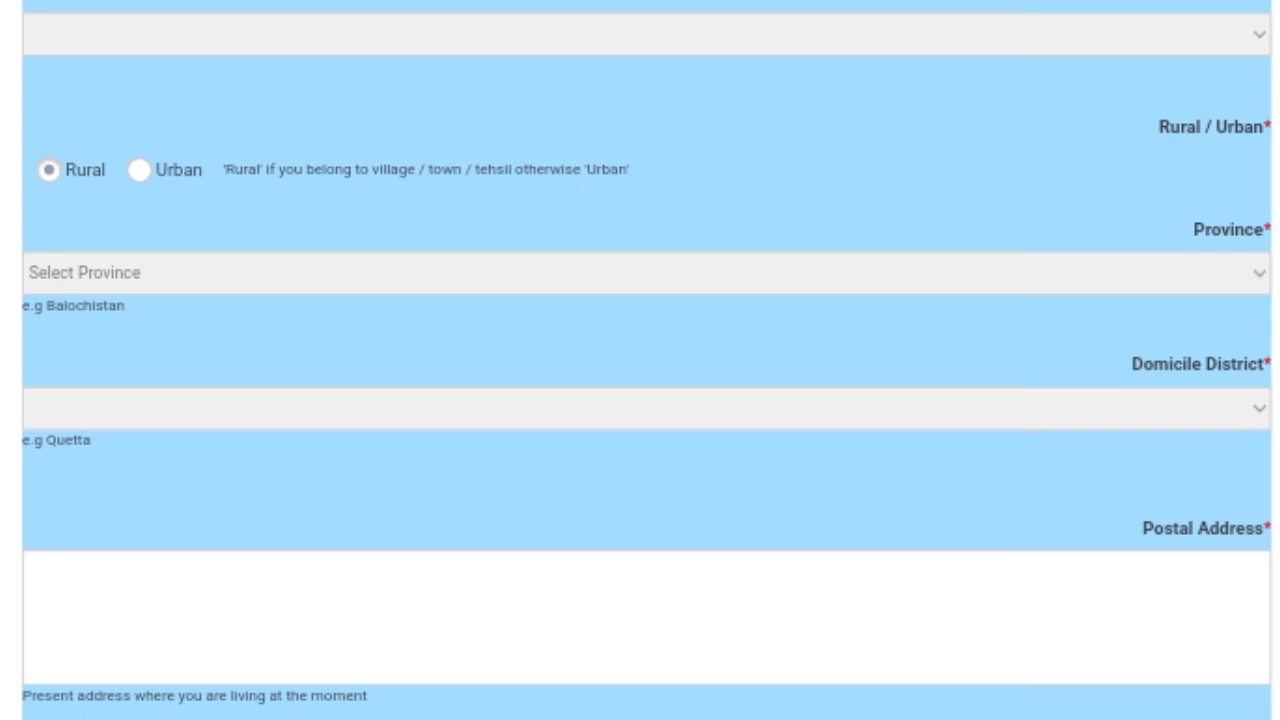 Rural / Urban*
Rural Urban 'Rural' if you belong to village / town / tehsil otherwise 'Urban'
Province*
Select Province
e.g Balochistan
Domicile District*
e.g Quetta
Postal Address*
Present address where you are living at the moment